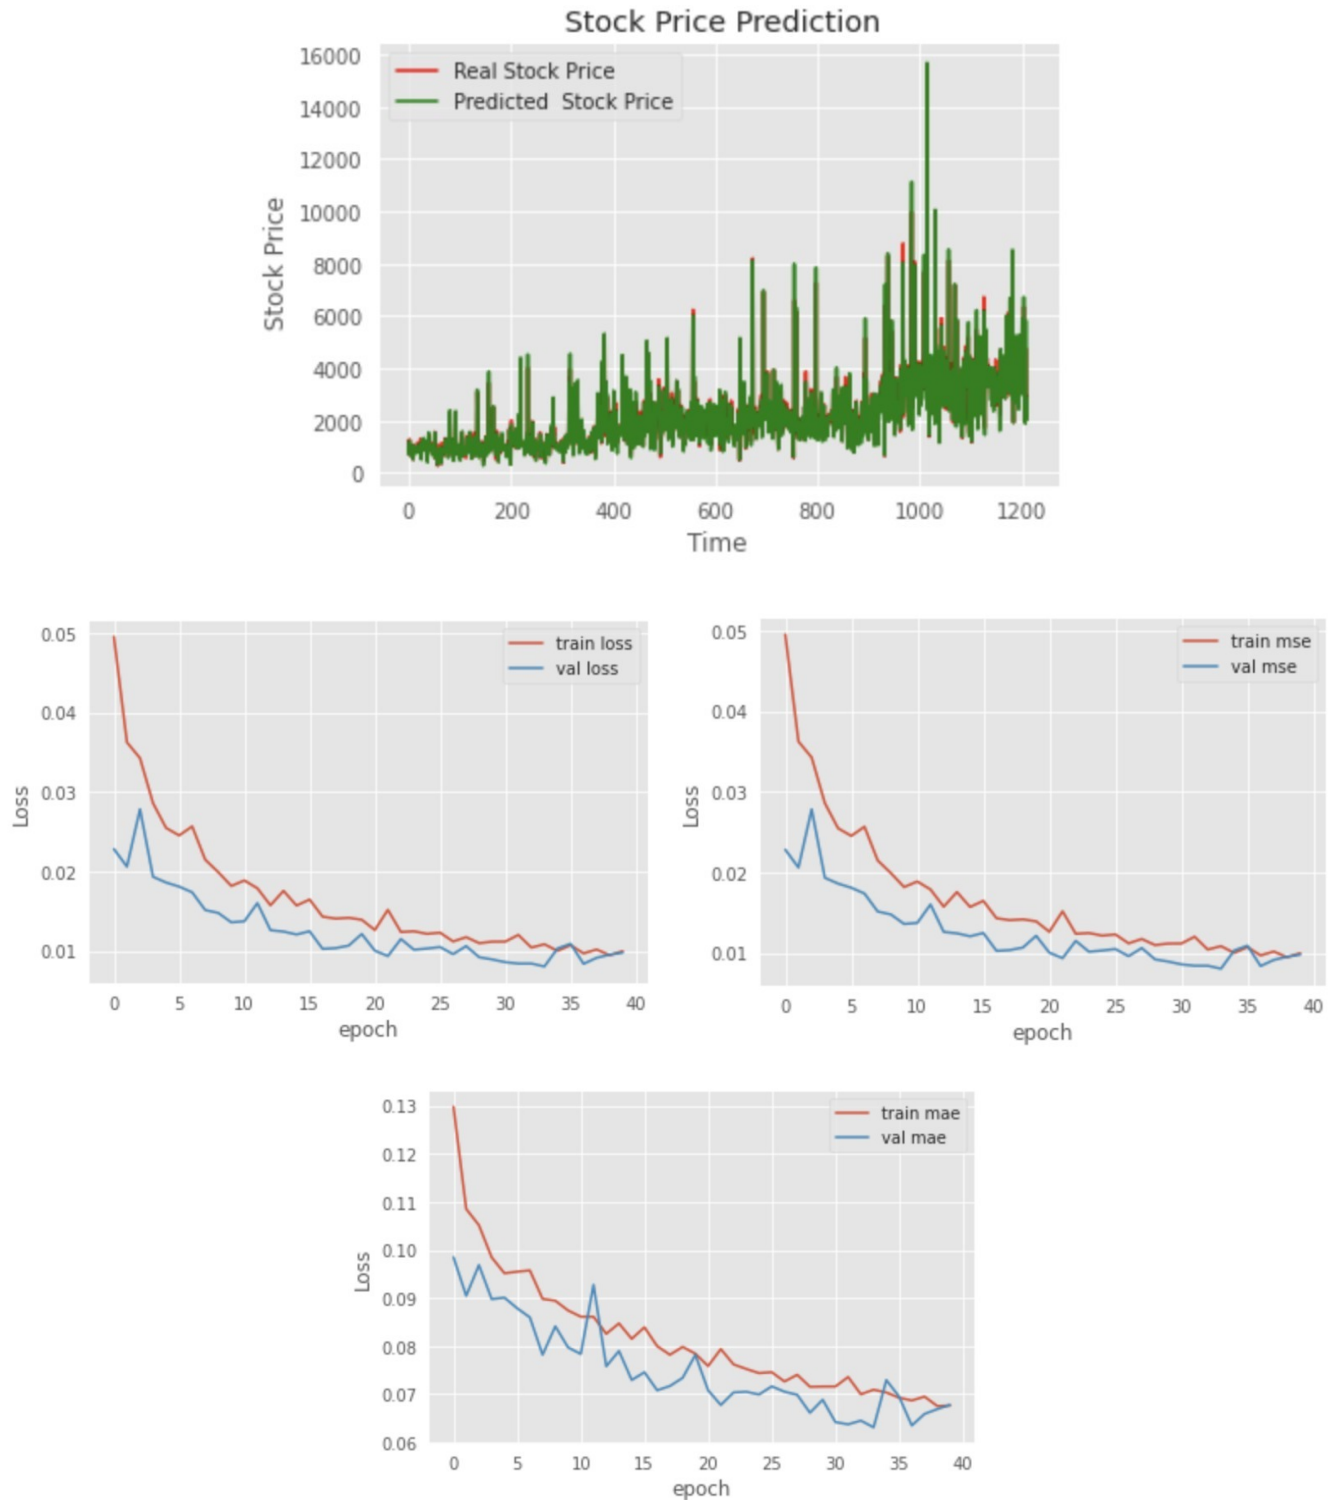 Stock Price Prediction
16000
14000
12000
10000
8000
6000
4000
2000
0
Stock Price
Real Stock Price
Predicted  Stock Price
0 200 400 600 800 1000 1200
Time
0.05
0.04
0.03
0.02
0.01
Loss
train loss
val loss
0 5 10 15 20 25 30 35 40
epoch
0.05
0.04
0.03
0.02
0.01
Loss
train mse
val mse
0 5 10 15 20 25 30 35 40
epoch
0.13
0.12
0.11
0.10
0.09
0.08
0.07
0.06
Loss
train mae
val mae
0 5 10 15 20 25 30 35 40
epoch